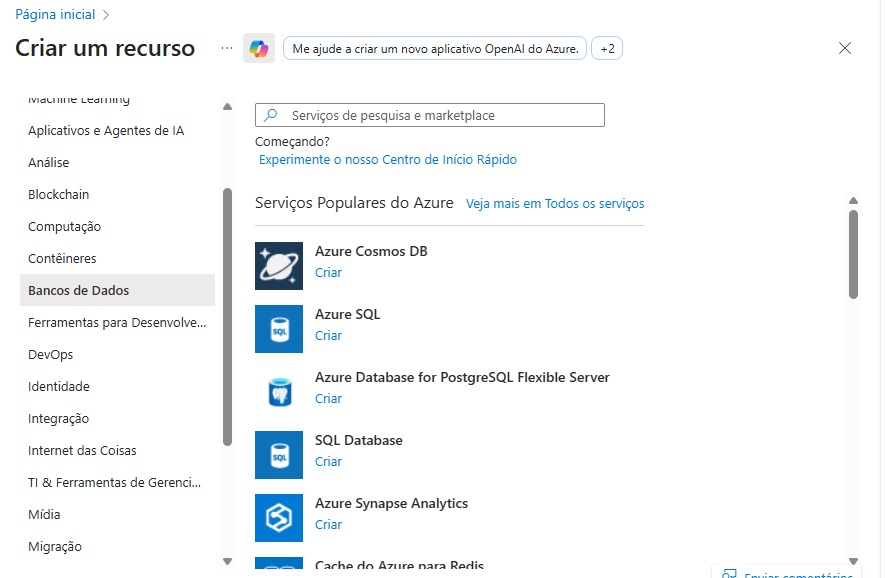 Página inicial
Criar um recurso
... Me ajude a criar um novo aplicativo OpenAI do Azure. +2
Machine Learning
Aplicativos e Agentes de IA
Análise
Blockchain
Computação
Contêineres
Bancos de Dados
Ferramentas para Desenvolve...
DevOps
Identidade
Integração
Internet das Coisas
TI & Ferramentas de Gerenci...
Mídia
Migração
Serviços de pesquisa e marketplace
Começando?
Experimente o nosso Centro de Início Rápido
Serviços Populares do Azure Veja mais em Todos os serviços
Azure Cosmos DB
Criar
SQL
Azure SQL
Criar
Azure Database for PostgreSQL Flexible Server
Criar
SQL
SQL Database
Criar
Azure Synapse Analytics
Criar
Cache do Azure para Redis
Enviar comentários